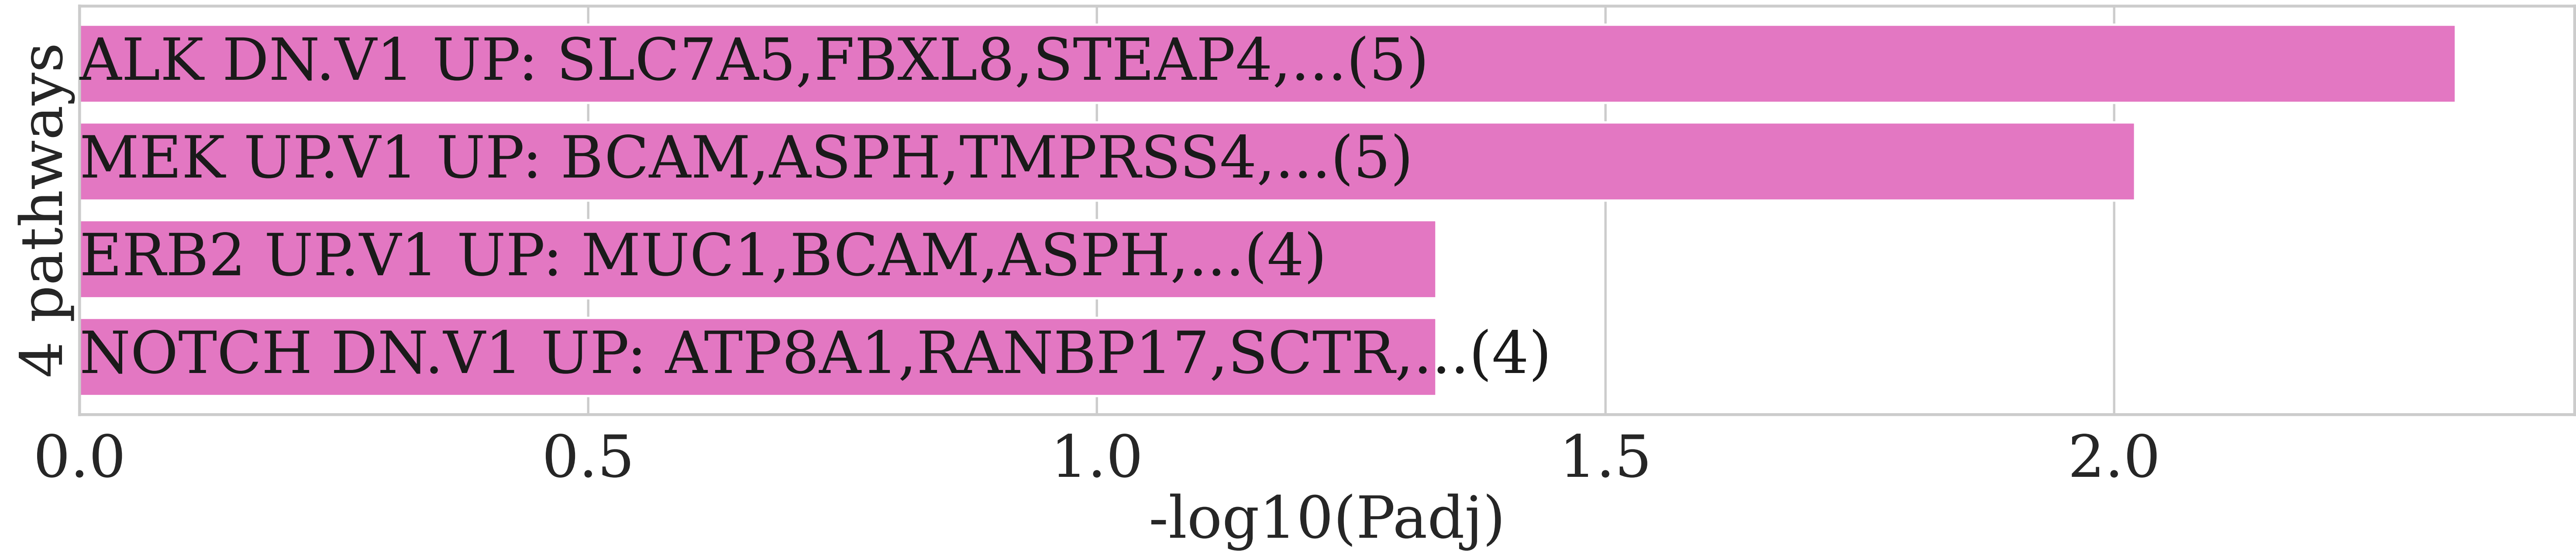 4 pathways
ALK DN.V1 UP: SLC7A5,FBXL8,STEAP4,...(5)
MEK UP.V1 UP: BCAM,ASPH,TMPRSS4,...(5)
ERB2 UP.V1 UP: MUC1,BCAM,ASPH,...(4)
NOTCH DN.V1 UP: ATP8A1,RANBP17,SCTR,...(4)
0.0 0.5 1.0 1.5 2.0
-log10(Padj)